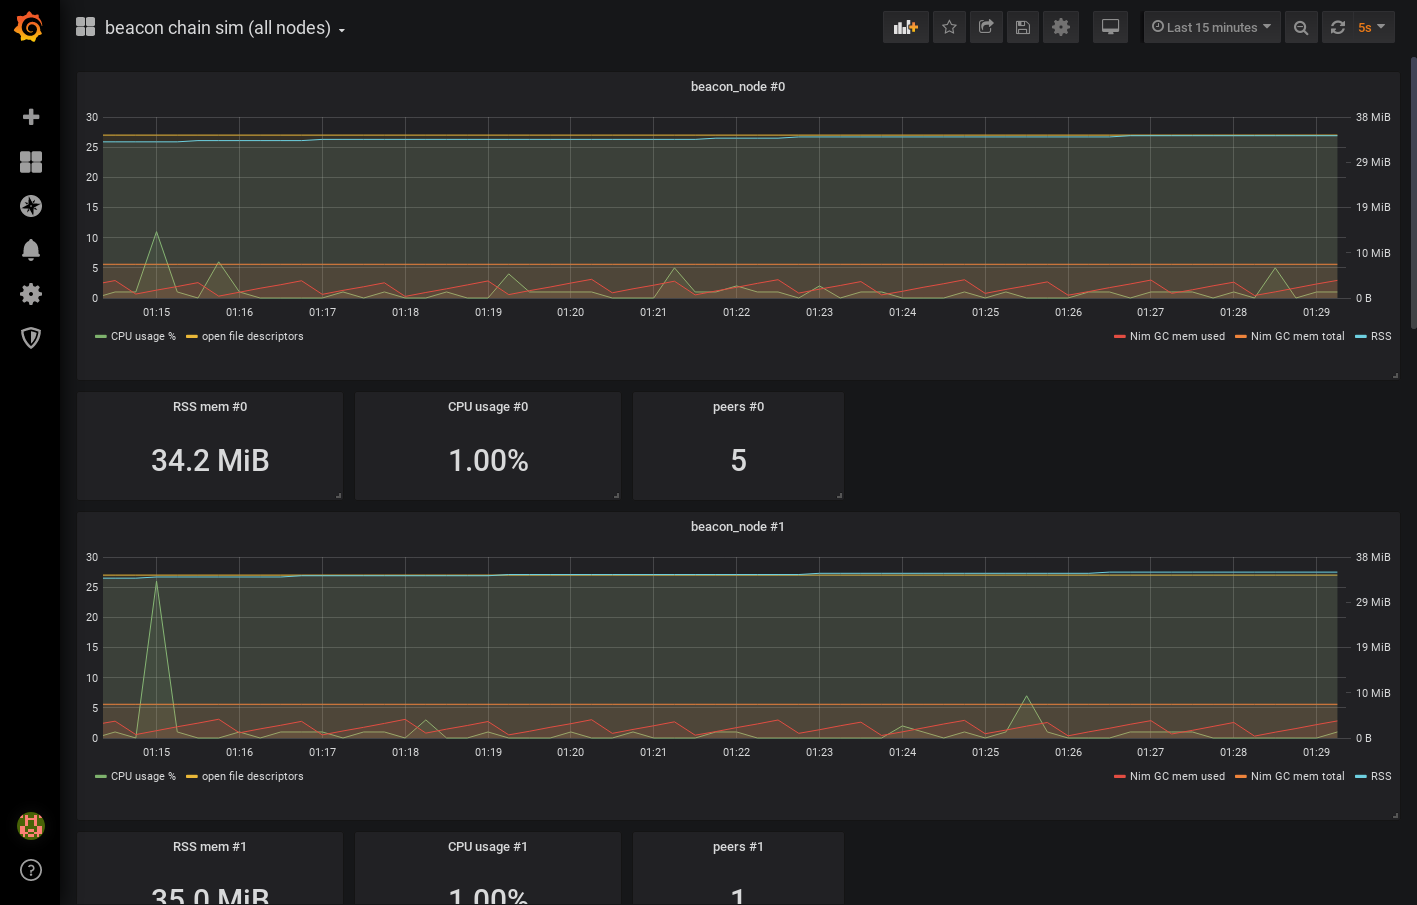 beacon chain sim (all nodes)
Last 15 minutes
5s
beacon_node #0
30 38 MiB
25
29 MiB
20
15 19 MiB
10
10 MiB
5
0 0 B
01:15 01:16 01:17 01:18 01:19 01:20 01:21 01:22 01:23 01:24 01:25 01:26 01:27 01:28 01:29
CPU usage % open file descriptors Nim GC mem used Nim GC mem total RSS
RSS mem #0 CPU usage #0 peers #0
34.2 MiB 1.00% 5
beacon_node #1
30 38 MiB
25
29 MiB
20
15 19 MiB
10
10 MiB
5
0 0 B
01:15 01:16 01:17 01:18 01:19 01:20 01:21 01:22 01:23 01:24 01:25 01:26 01:27 01:28 01:29
CPU usage % open file descriptors Nim GC mem used Nim GC mem total RSS
RSS mem #1 CPU usage #1 peers #1
35.0 MiB 1.00% 1
?